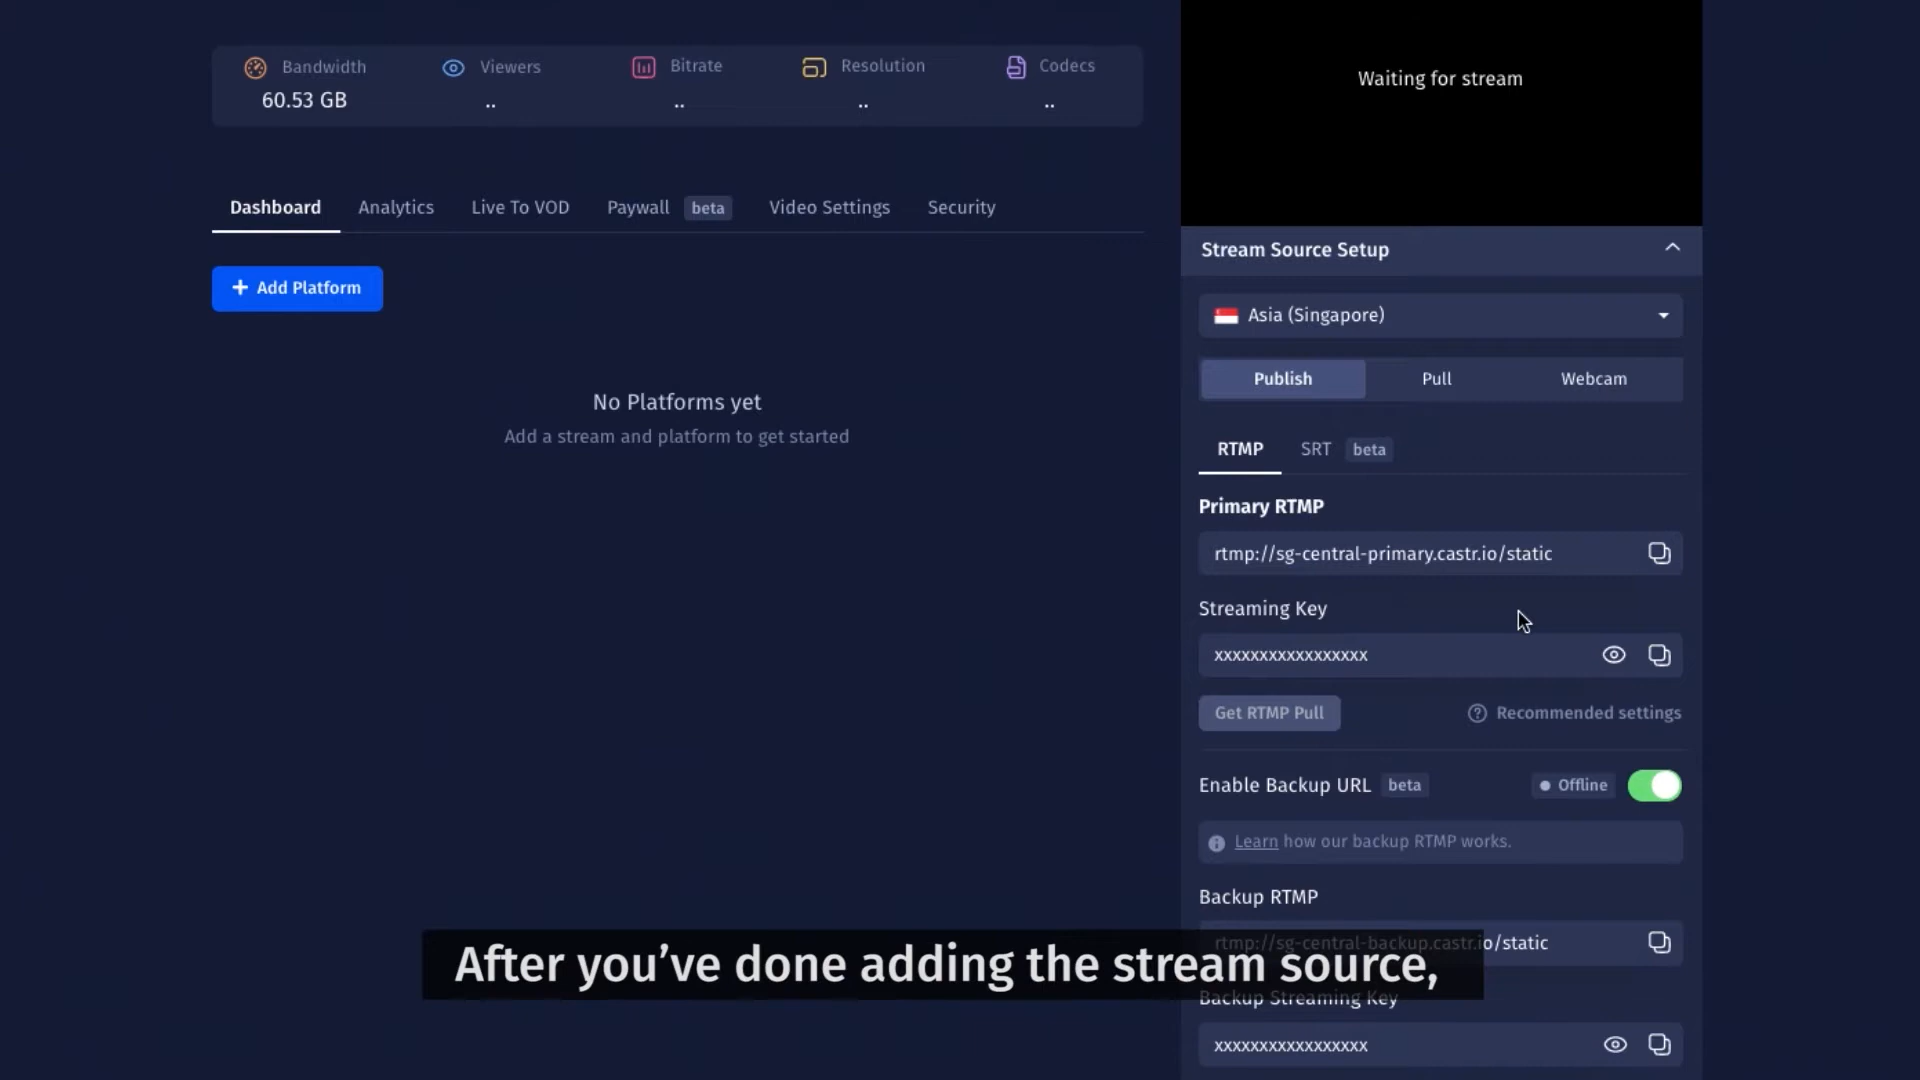 Bandwidth
60.53 GB
Viewers
..
Bitrate
..
Resolution
..
Codecs
..
Dashboard Analytics Live To VOD Paywall beta Video Settings Security
+ Add Platform
No Platforms yet
Add a stream and platform to get started
Waiting for stream
Stream Source Setup
Asia (Singapore)
Publish Pull Webcam
RTMP SRT beta
Primary RTMP
rtmp://sg-central-primary.castr.io/static
Streaming Key
xxxxxxxxxxxxxxxxx
Get RTMP Pull Recommended settings
Enable Backup URL beta Offline
Learn how our backup RTMP works.
Backup RTMP
rtmp://sg-central-backup.castr.io/static
After you’ve done adding the stream source,
Backup Streaming Key
xxxxxxxxxxxxxxxxx